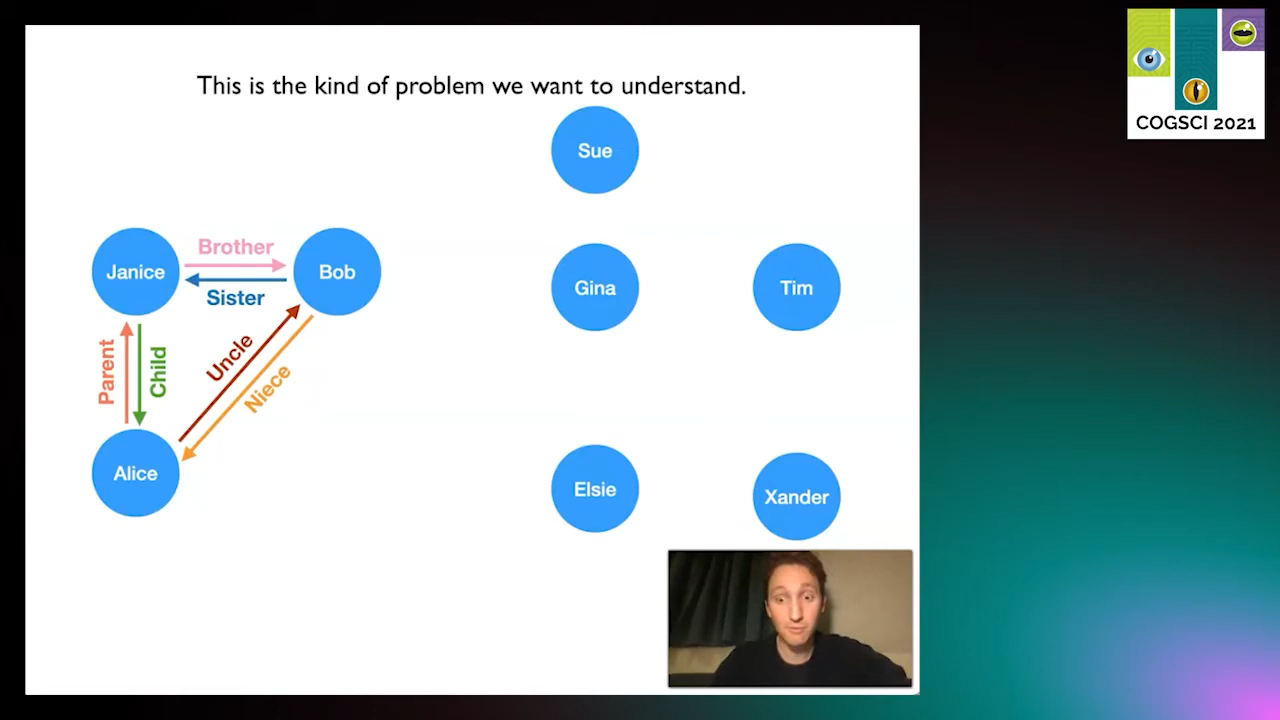 This is the kind of problem we want to understand.
COGSCI 2021
Sue
Janice
Brother
Bob
Sister
Gina
Tim
Parent
Child
Uncle
Niece
Alice
Elsie
Xander